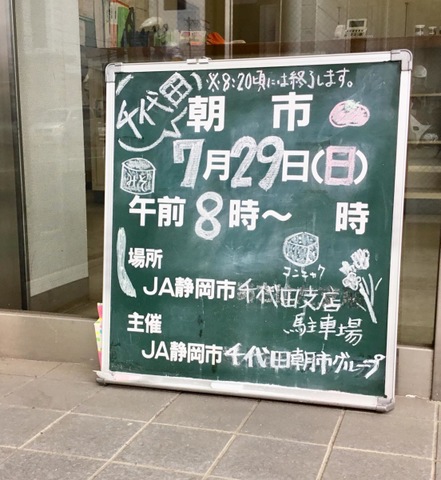 ※8:20頃には終了します。
千代田
朝市
7月29日(日)
午前8時～ 時
場所
JA静岡市千代田支店
駐車場
主催
JA静岡市千代田朝市グループ